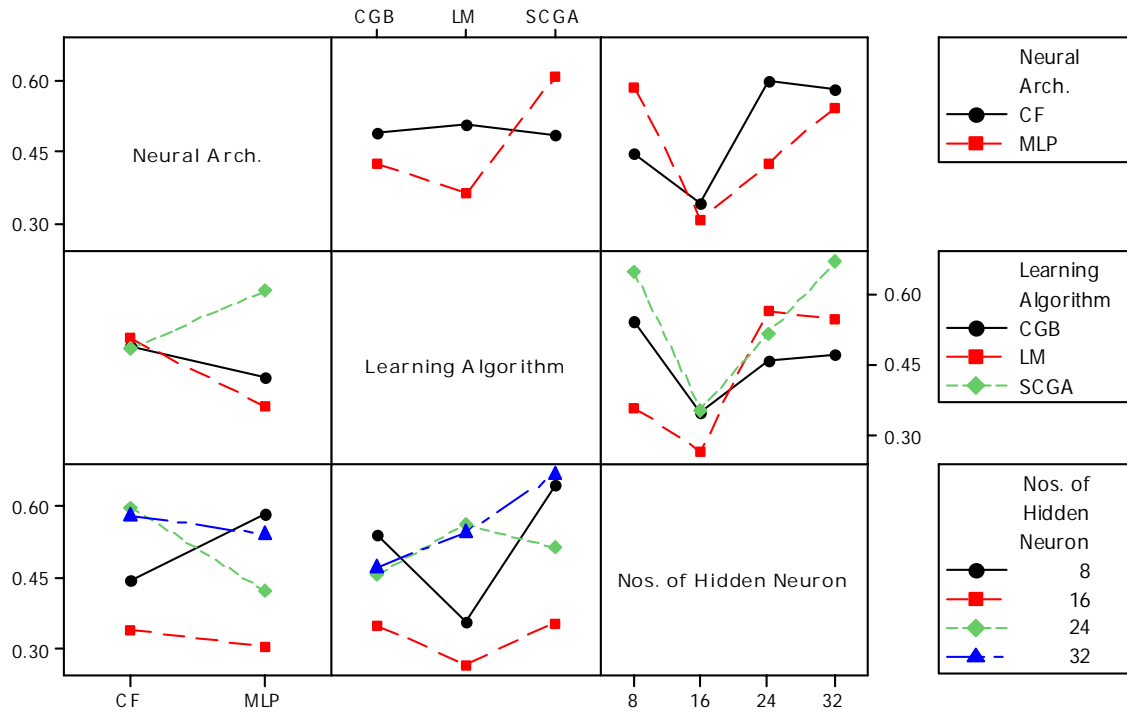 CGB LM SCGA
0.60
0.45
0.30
Neural Arch.
Neural
Arch.
CF
MLP
Learning Algorithm
0.60
0.45
0.30
Learning
Algorithm
CGB
LM
SCGA
0.60
0.45
0.30
Nos. of Hidden Neuron
Nos. of
Hidden
Neuron
8
16
24
32
CF MLP
8 16 24 32